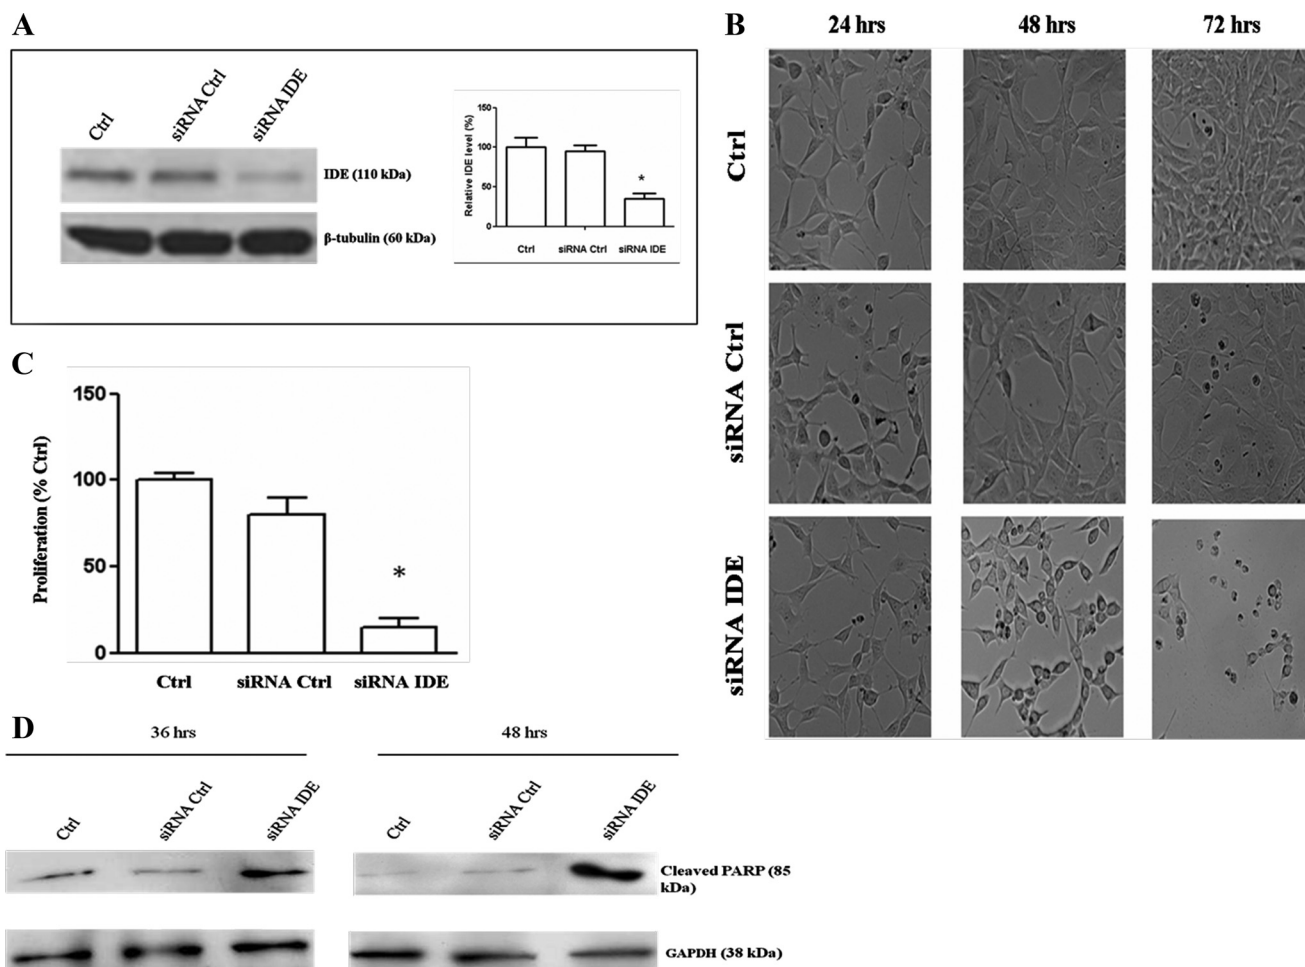 A
Ctrl
siRNA Ctrl
siRNA IDE
IDE (110 kDa)
β-tubulin (60 kDa)
Relative IDE level (%)
150
100
50
0
Ctrl
siRNA Ctrl
siRNA IDE
*
B
24 hrs
48 hrs
72 hrs
Ctrl
siRNA Ctrl
siRNA IDE
C
Proliferation (% Ctrl)
150
100
50
0
*
Ctrl
siRNA Ctrl
siRNA IDE
D
36 hrs
48 hrs
Ctrl
siRNA Ctrl
siRNA IDE
Ctrl
siRNA Ctrl
siRNA IDE
Cleaved PARP (85
kDa)
GAPDH (38 kDa)